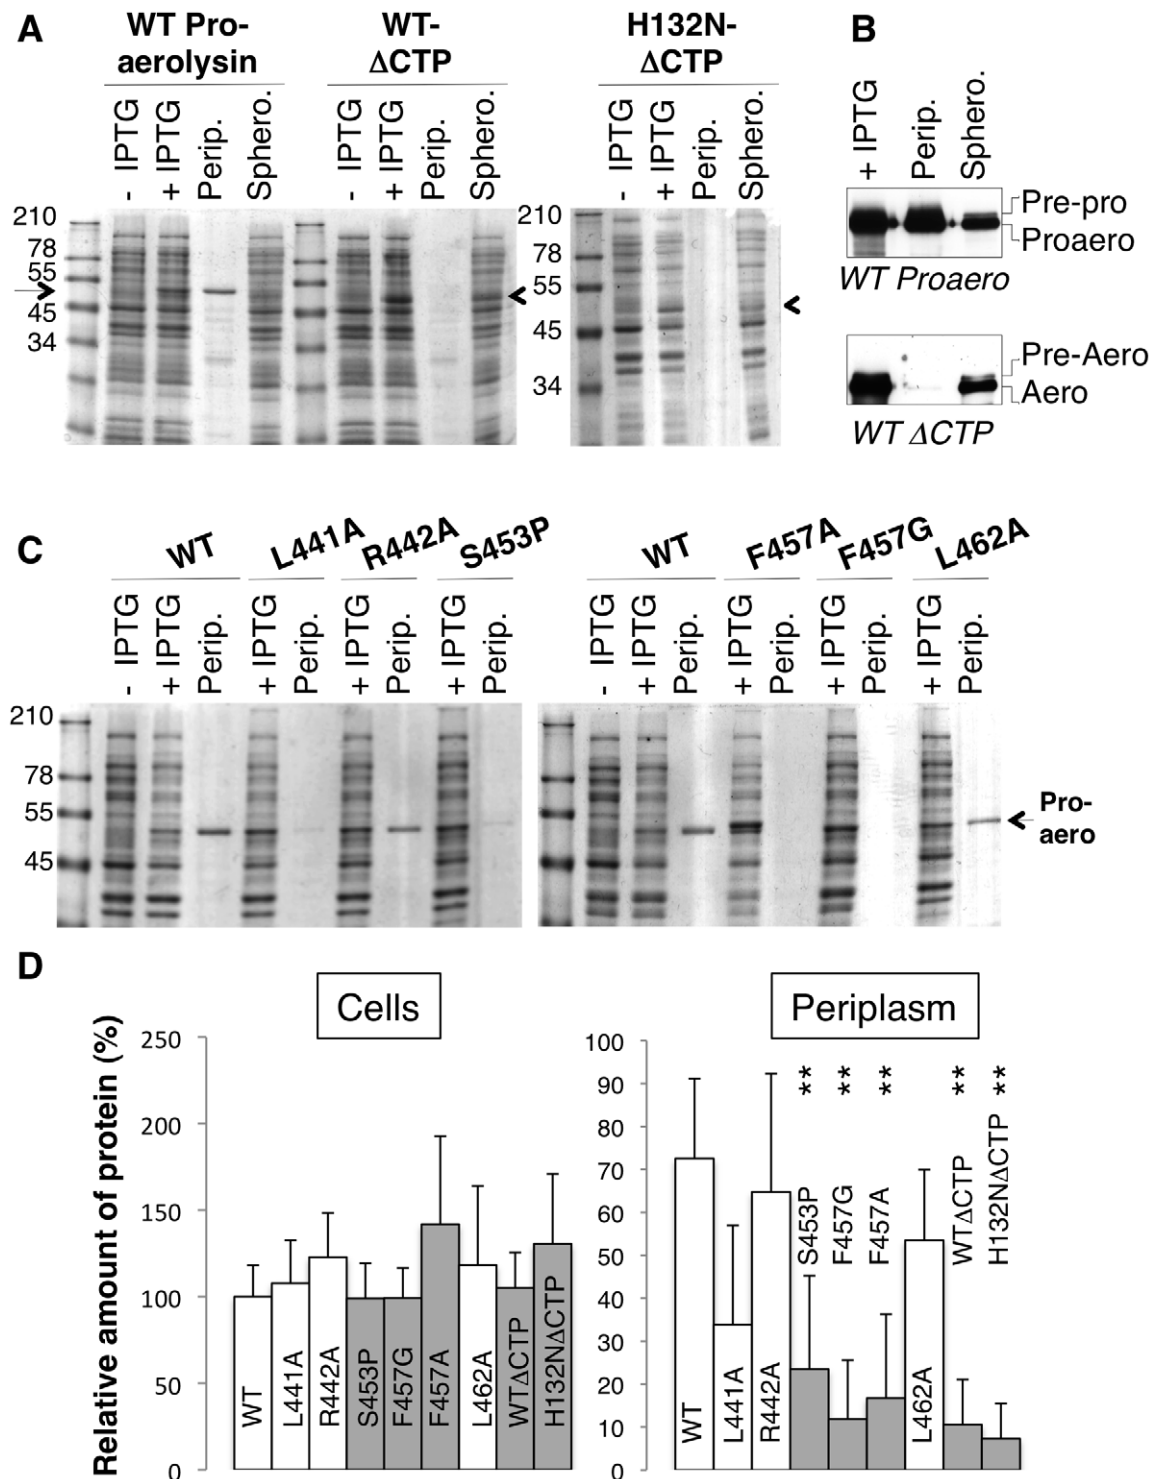 A
WT Pro-
aerolysin
WT-
ΔCTP
H132N-
ΔCTP
B
- IPTG
+ IPTG
Perip.
Sphero.
- IPTG
+ IPTG
Perip.
Sphero.
- IPTG
+ IPTG
Perip.
Sphero.
+ IPTG
Perip.
Sphero.
210
78
55
45
34
210
78
55
45
34
Pre-pro
Proaero
WT Proaero
Pre-Aero
Aero
WT ΔCTP
C
WT
L441A
R442A
S453P
WT
F457A
F457G
L462A
- IPTG
+ IPTG
Perip.
+ IPTG
Perip.
+ IPTG
Perip.
+ IPTG
Perip.
- IPTG
+ IPTG
Perip.
+ IPTG
Perip.
+ IPTG
Perip.
+ IPTG
Perip.
210
78
55
45
Pro-
aero
D
Cells
Relative amount of protein (%)
250
200
150
100
50
0
WT
L441A
R442A
S453P
F457G
F457A
L462A
WTΔCTP
H132NΔCTP
Periplasm
100
90
80
70
60
50
40
30
20
10
0
WT
L441A
R442A
S453P **
F457G **
F457A **
L462A
WTΔCTP **
H132NΔCTP **